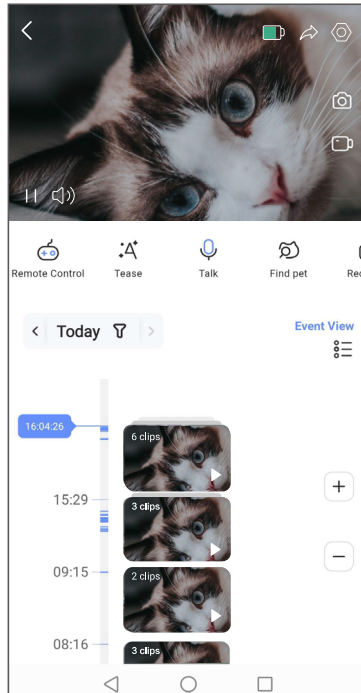 Remote Control
Tease
Talk
Find pet
Rec
Today
Event View
16:04:26
6 clips
15:29
3 clips
09:15
2 clips
08:16
3 clips